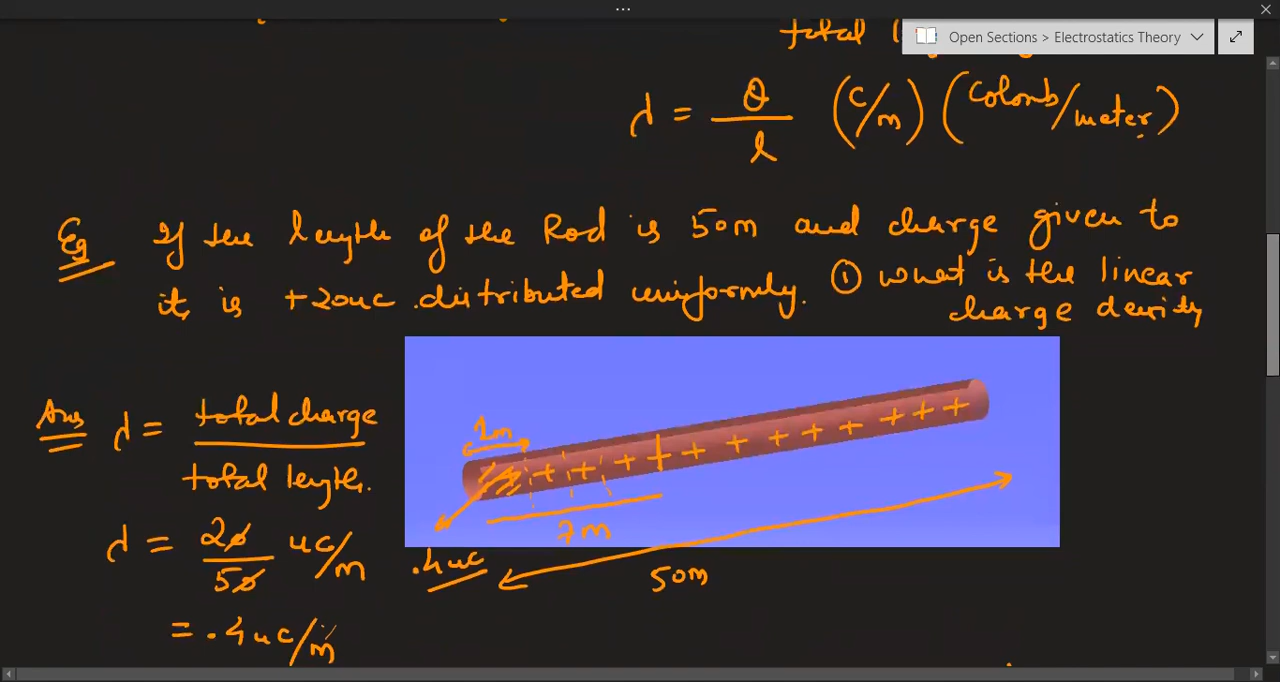 ...
Open Sections > Electrostatics Theory
total
λ = Q/l (C/m) (Colomb/meter)
Eg If the length of the Rod is 50m and charge given to
it, is +20uc .distributed uniformly. ① what is the linear
charge density
Ans λ = total charge
total length.
λ = 20/50 uc/m
= .4uc/m
1m
7m
.4uc
50m